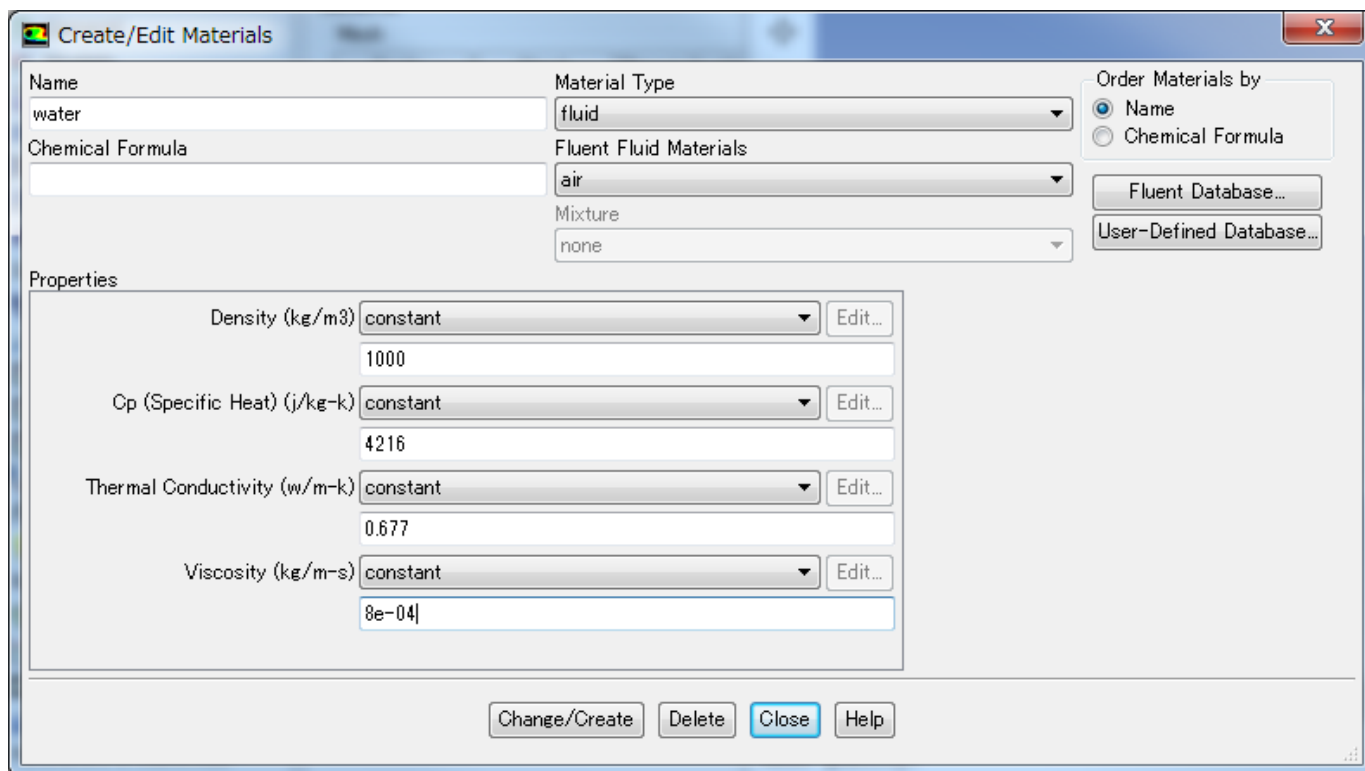 Create/Edit Materials
x
Name
water
Chemical Formula
Material Type
fluid
Fluent Fluid Materials
air
Mixture
none
Order Materials by
Name
Chemical Formula
Fluent Database...
User-Defined Database...
Properties
Density (kg/m3) constant Edit...
1000
Cp (Specific Heat) (j/kg-k) constant Edit...
4216
Thermal Conductivity (w/m-k) constant Edit...
0.677
Viscosity (kg/m-s) constant Edit...
8e-04
Change/Create Delete Close Help